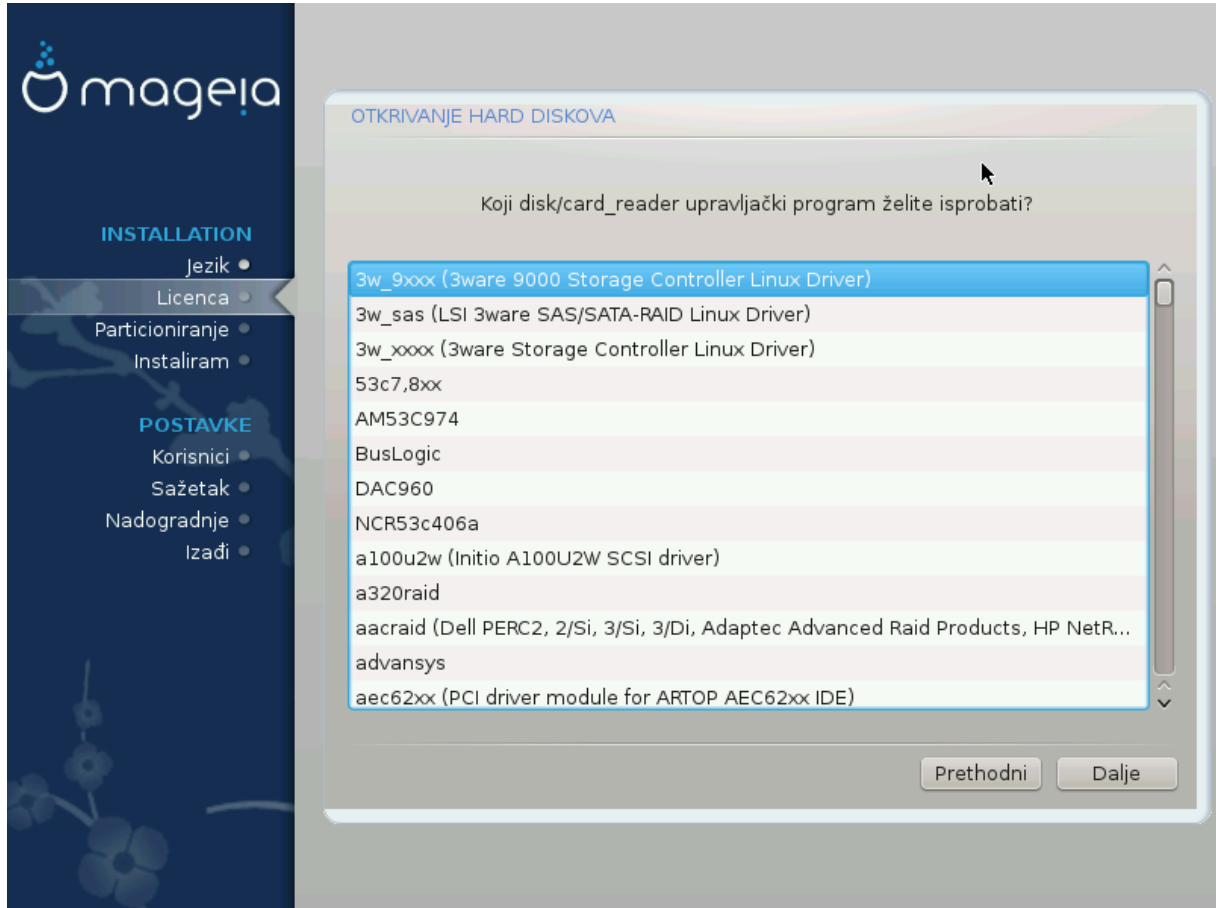 mageia
INSTALLATION
Jezik
Licenca
Particioniranje
Instaliram
POSTAVKE
Korisnici
Sažetak
Nadogradnje
Izađi
OTKRIVANJE HARD DISKOVA
Koji disk/card_reader upravljački program želite isprobati?
3w_9xxx (3ware 9000 Storage Controller Linux Driver)
3w_sas (LSI 3ware SAS/SATA-RAID Linux Driver)
3w_xxxx (3ware Storage Controller Linux Driver)
53c7,8xx
AM53C974
BusLogic
DAC960
NCR53c406a
a100u2w (Initio A100U2W SCSI driver)
a320raid
aacraid (Dell PERC2, 2/Si, 3/Si, 3/Di, Adaptec Advanced Raid Products, HP NetR...
advansys
aec62xx (PCI driver module for ARTOP AEC62xx IDE)
Prethodni
Dalje